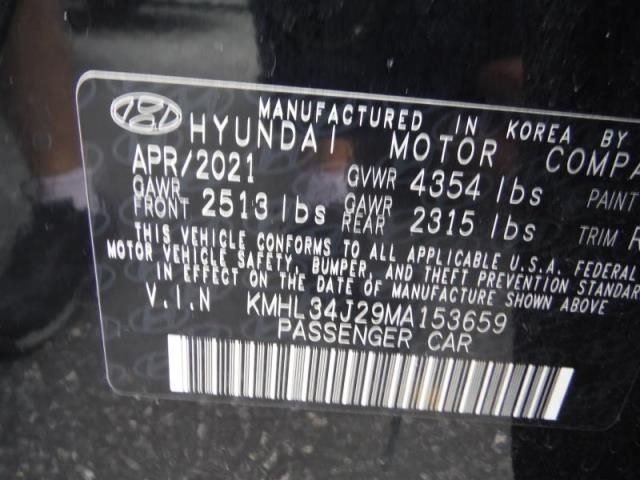 MANUFACTURED IN KOREA BY
HYUNDAI MOTOR COMPA
APR/2021 GVWR 4354 lbs PAINT
GAWR FRONT 2513 lbs GAWR REAR 2315 lbs TRIM
THIS VEHICLE CONFORMS TO ALL APPLICABLE U.S.A. FEDERAL
MOTOR VEHICLE SAFETY, BUMPER, AND THEFT PREVENTION STANDARDS
IN EFFECT ON THE DATE OF MANUFACTURE SHOWN ABOVE
V.I.N KMHL34J29MA153659
PASSENGER CAR